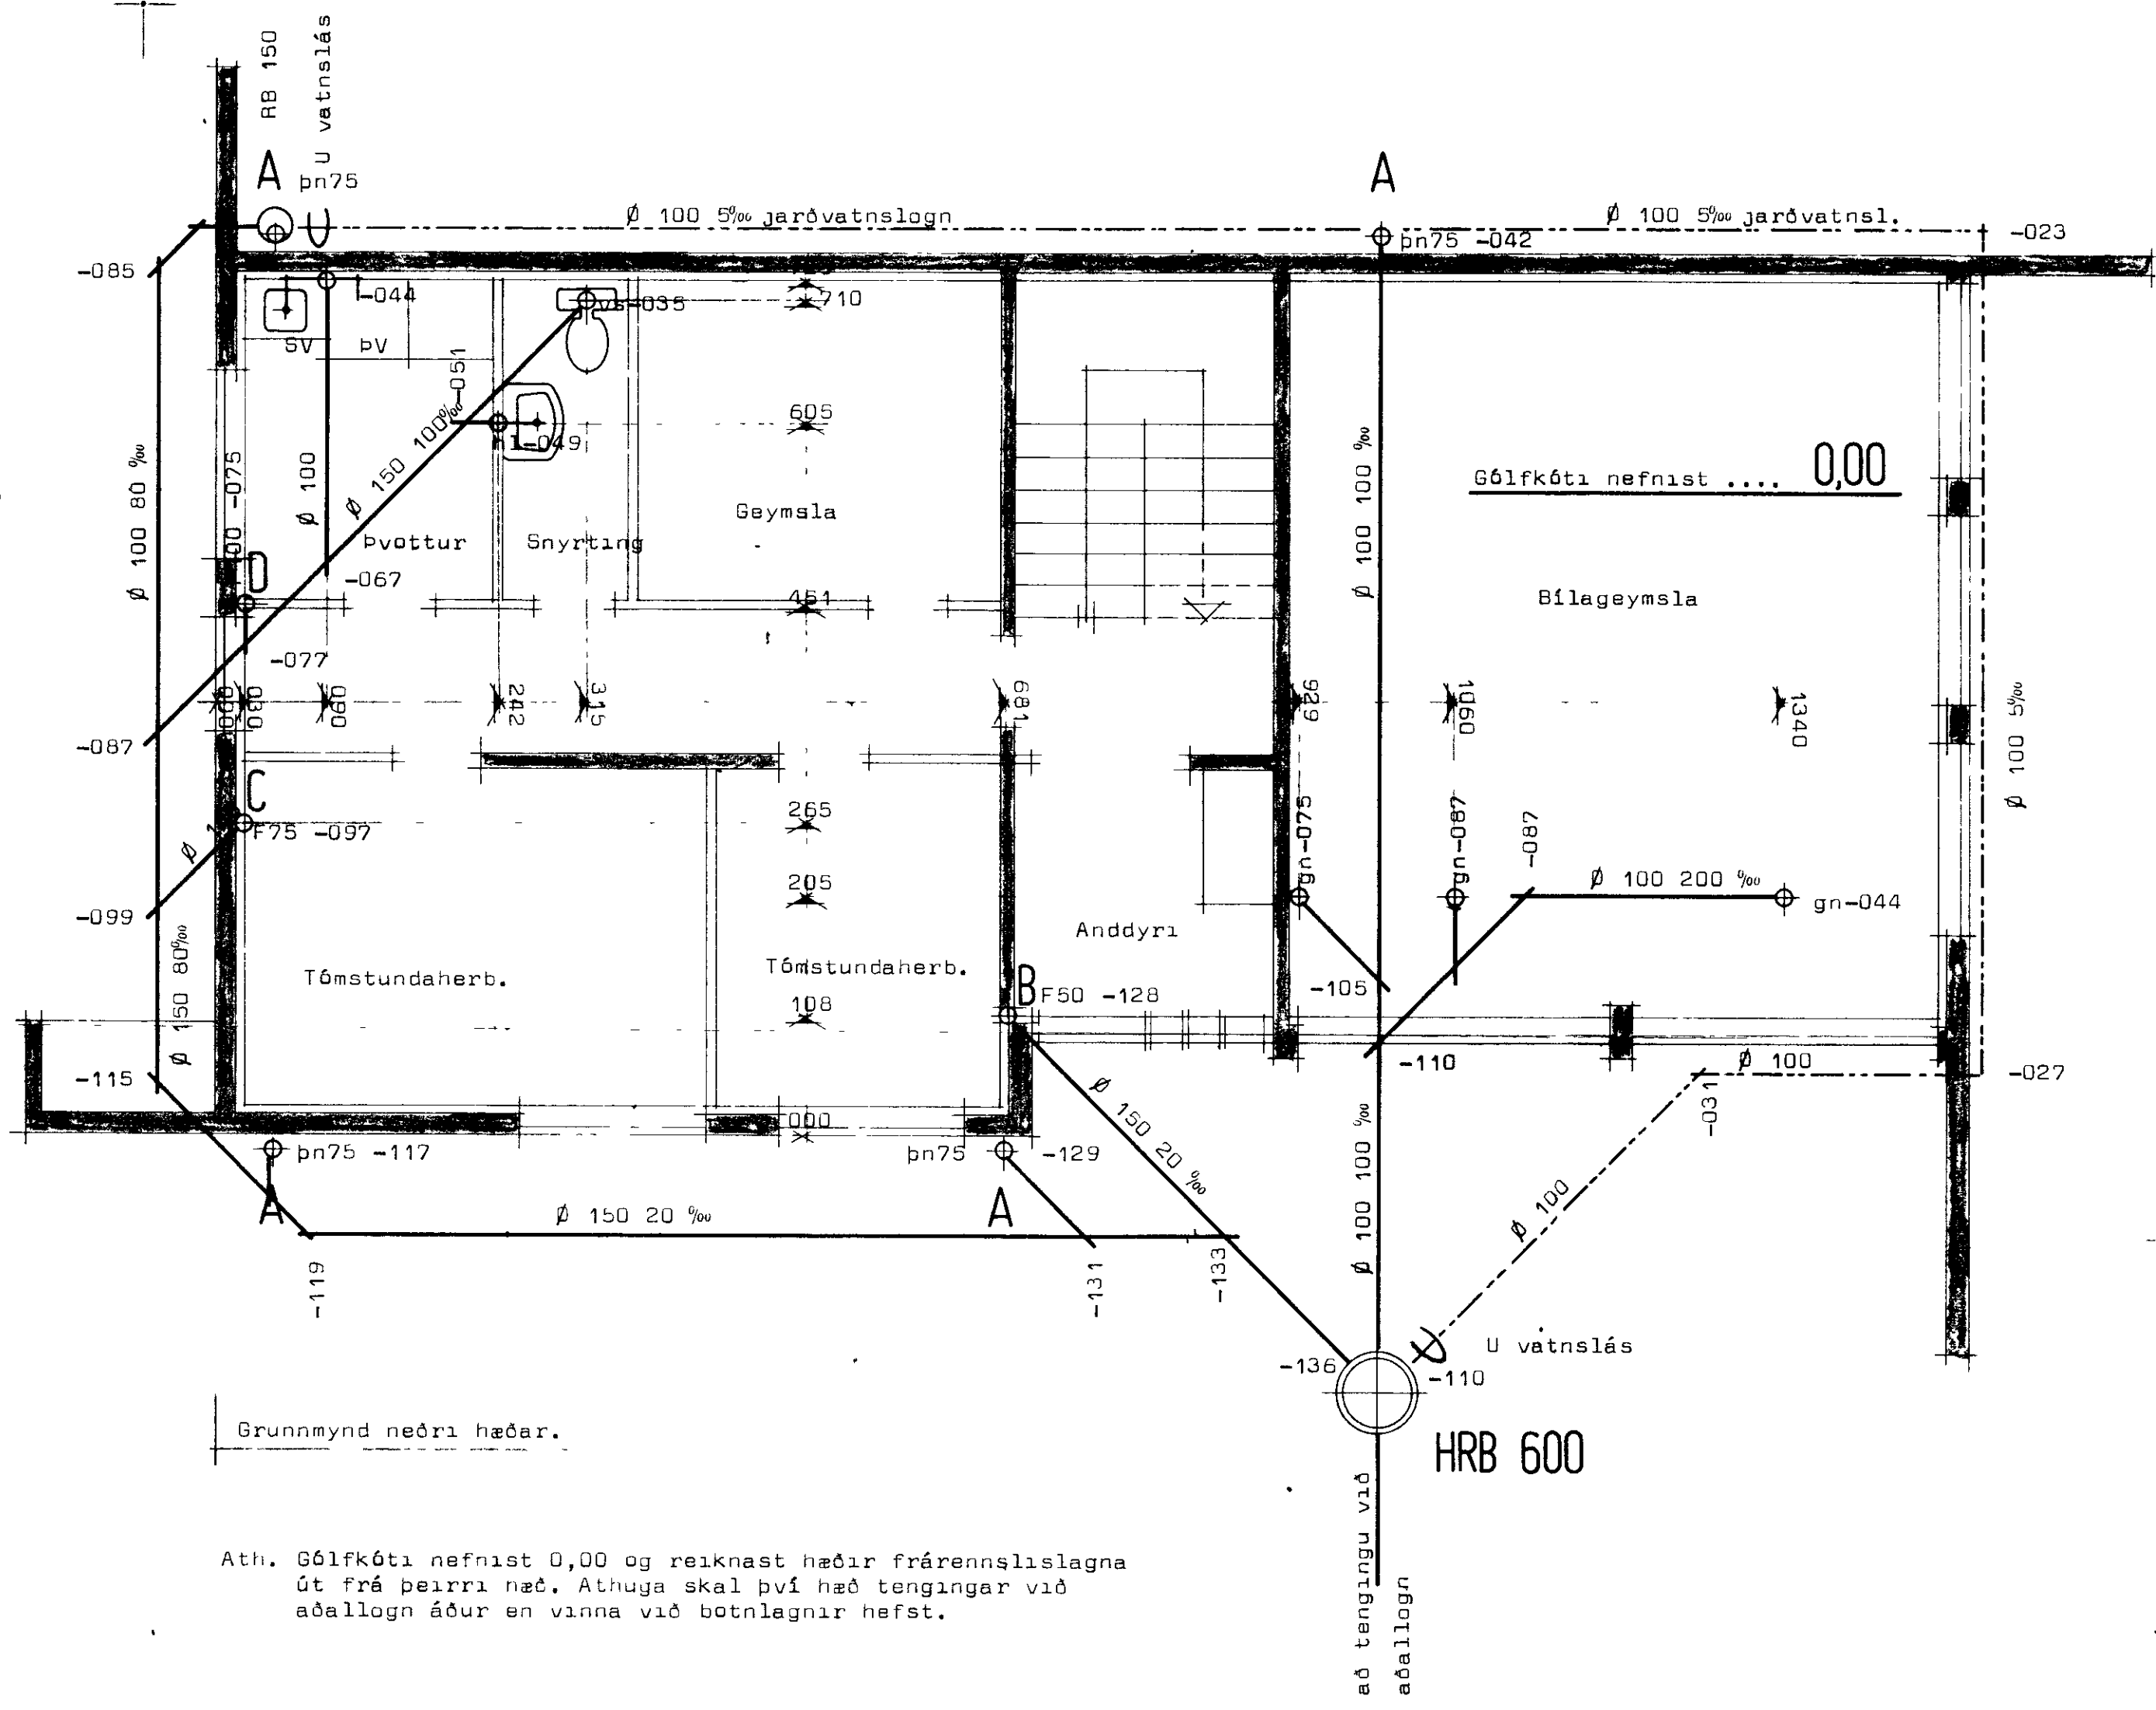 RB 150
U vatnslás
A
þn75
Ø 100 5‰ jarðvatnslogn
A
þn75 -042
Ø 100 5‰ jarðvatnsl.
-023
-085
-044
vs-035
710
SV
ÞV
-051
hl-049
605
Ø 100 80 ‰
-075
Ø 100
Ø 150 100‰
Geymsla
Þvottur
Snyrting
Ø 100 100 ‰
Gólfkóti nefnist .... 0,00
Bílageymsla
D
-067
451
-077
000
030
090
242
315
681
929
1060
1340
Ø 100 5‰
-087
C
F75 -097
265
gn-075
gn-087
-087
Ø
205
Ø 100 200 ‰
gn-044
-099
Ø 150 80‰
Anddyri
Tómstundaherb.
Tómstundaherb.
B
F50 -128
-105
108
-115
-110
Ø 100
-027
-031
Ø 150 20 ‰
Ø 100 100 ‰
000
þn75 -117
þn75
-129
A
A
Ø 150 20 ‰
Ø 100
-119
-131
-133
U vatnslás
-136
-110
HRB 600
Grunnmynd neðri hæðar.
að tengingu við
aðallogn
Ath. Gólfkóti nefnist 0,00 og reiknast hæðir frárennslislagna
út frá þeirri hæð. Athuga skal því hæð tengingar við
aðallogn áður en vinna við botnlagnir hefst.